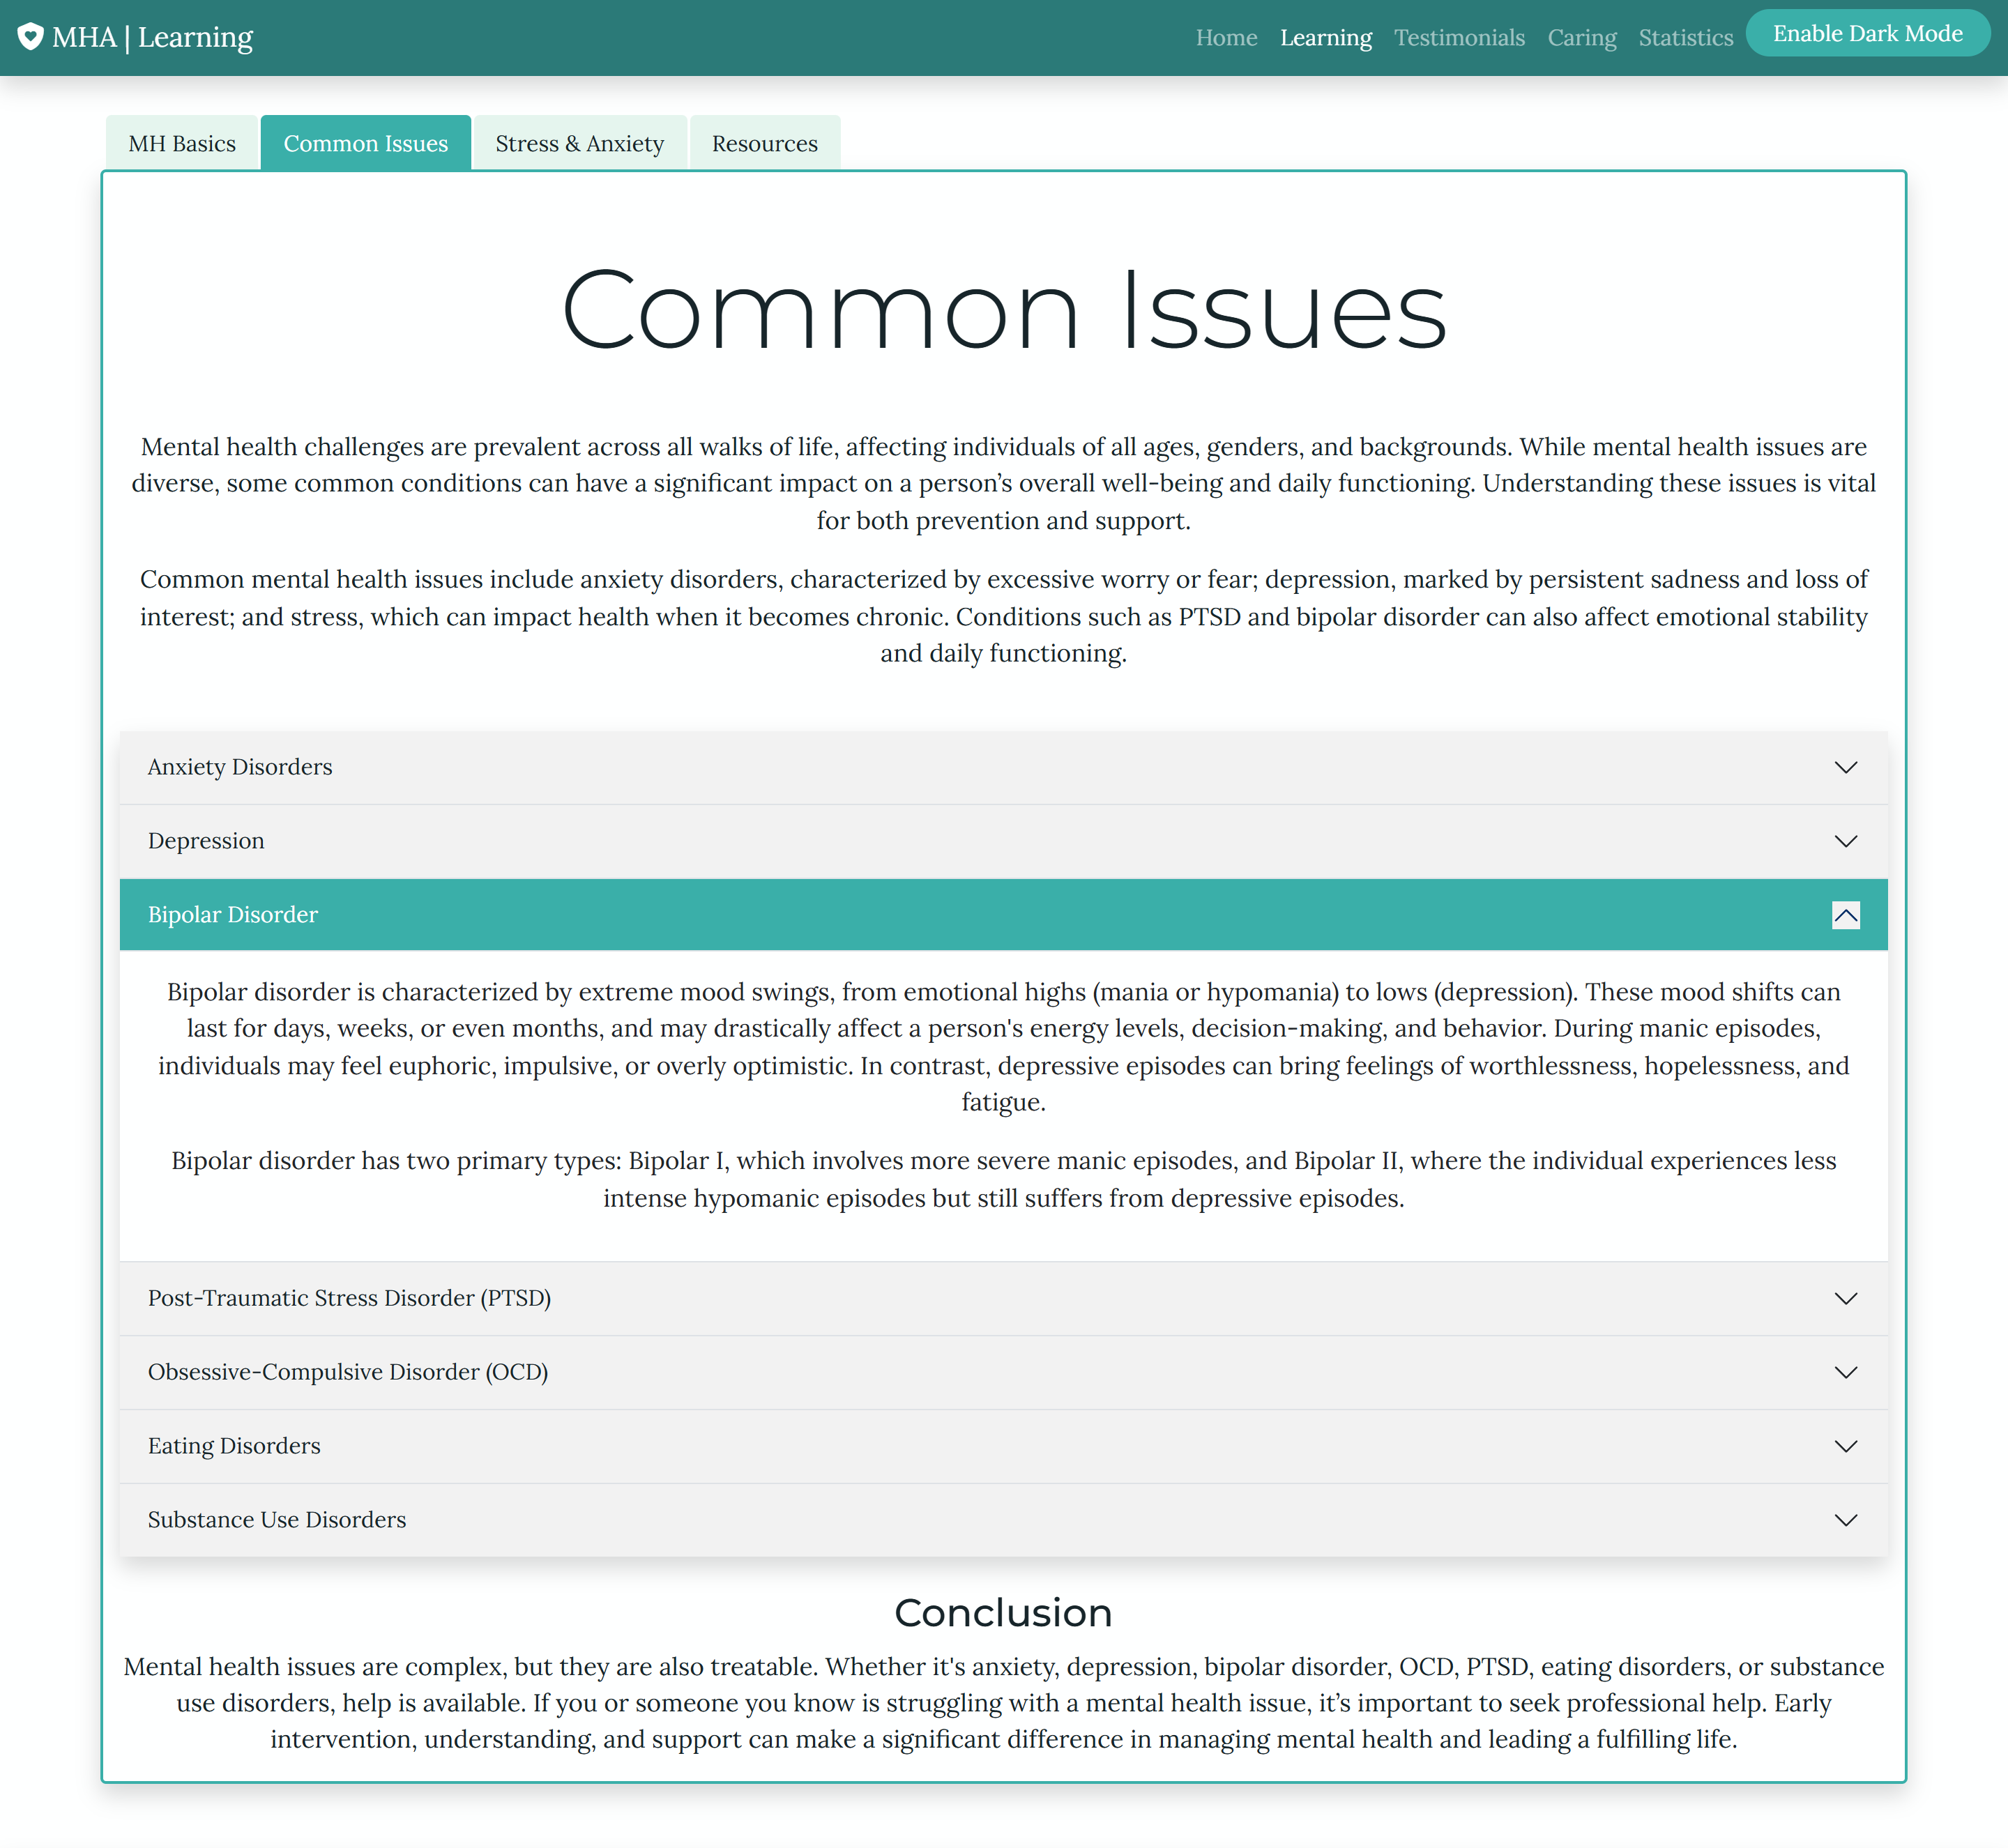 MHA | Learning
Home Learning Testimonials Caring Statistics Enable Dark Mode
MH Basics Common Issues Stress & Anxiety Resources
Common Issues
Mental health challenges are prevalent across all walks of life, affecting individuals of all ages, genders, and backgrounds. While mental health issues are
diverse, some common conditions can have a significant impact on a person’s overall well-being and daily functioning. Understanding these issues is vital
for both prevention and support.
Common mental health issues include anxiety disorders, characterized by excessive worry or fear; depression, marked by persistent sadness and loss of
interest; and stress, which can impact health when it becomes chronic. Conditions such as PTSD and bipolar disorder can also affect emotional stability
and daily functioning.
Anxiety Disorders
Depression
Bipolar Disorder
Bipolar disorder is characterized by extreme mood swings, from emotional highs (mania or hypomania) to lows (depression). These mood shifts can
last for days, weeks, or even months, and may drastically affect a person's energy levels, decision-making, and behavior. During manic episodes,
individuals may feel euphoric, impulsive, or overly optimistic. In contrast, depressive episodes can bring feelings of worthlessness, hopelessness, and
fatigue.
Bipolar disorder has two primary types: Bipolar I, which involves more severe manic episodes, and Bipolar II, where the individual experiences less
intense hypomanic episodes but still suffers from depressive episodes.
Post-Traumatic Stress Disorder (PTSD)
Obsessive-Compulsive Disorder (OCD)
Eating Disorders
Substance Use Disorders
Conclusion
Mental health issues are complex, but they are also treatable. Whether it's anxiety, depression, bipolar disorder, OCD, PTSD, eating disorders, or substance
use disorders, help is available. If you or someone you know is struggling with a mental health issue, it’s important to seek professional help. Early
intervention, understanding, and support can make a significant difference in managing mental health and leading a fulfilling life.